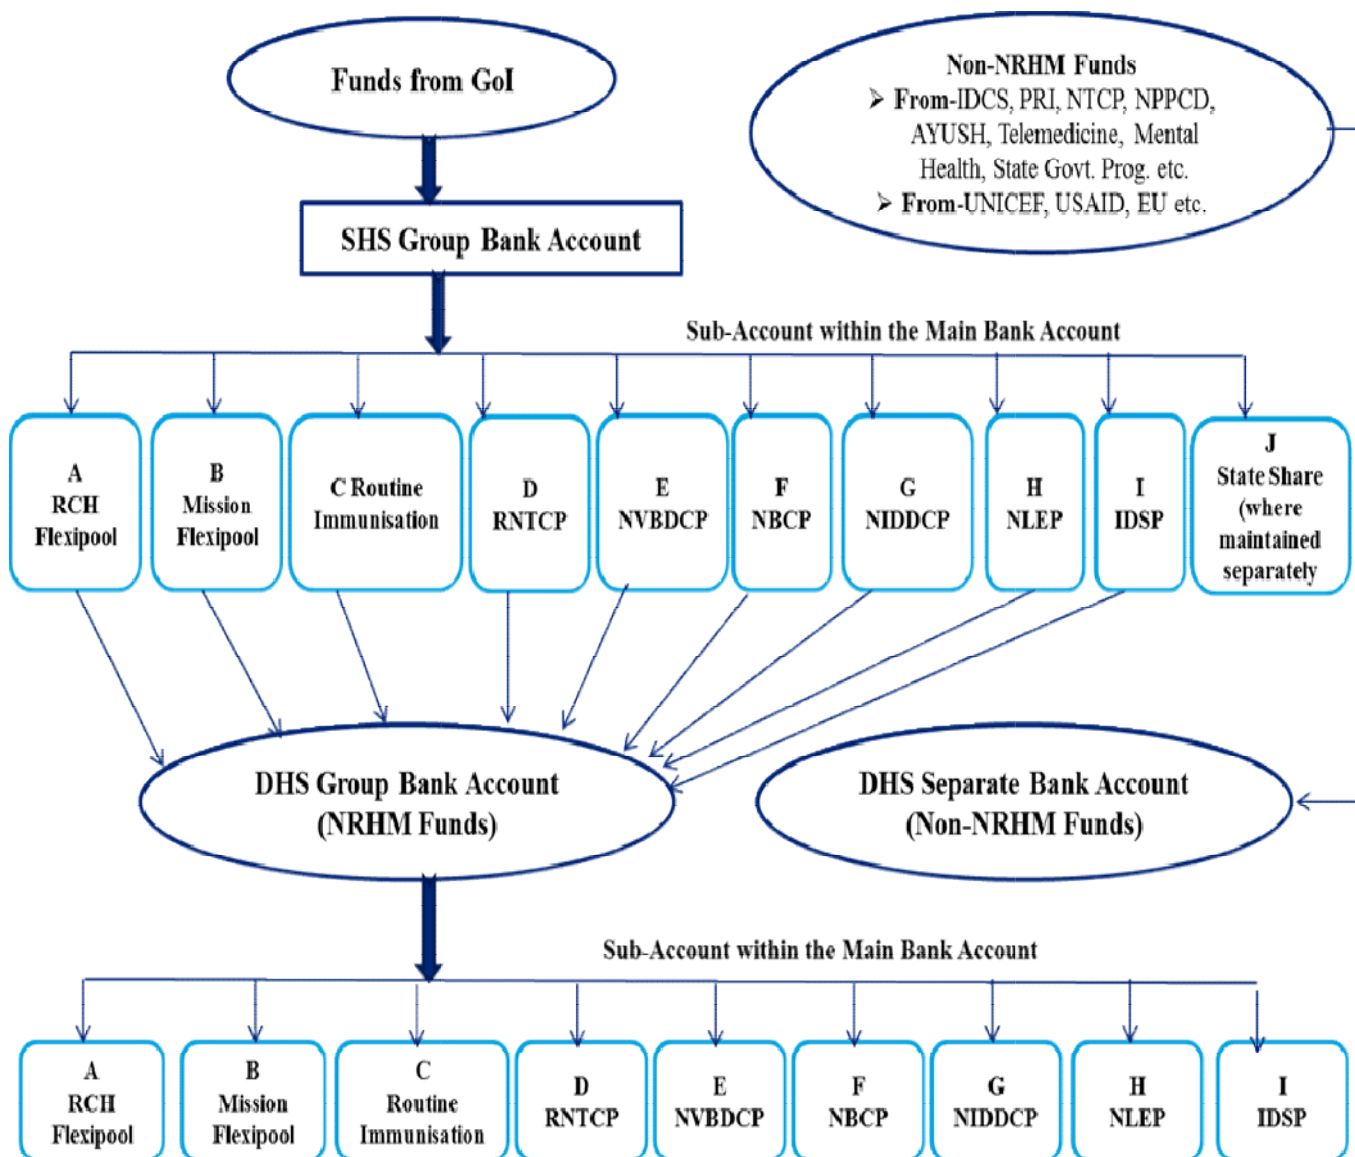 Funds from GoI
Non-NRHM Funds
➤ From-IDCS, PRI, NTCP, NPPCD,
AYUSH, Telemedicine, Mental
Health, State Govt. Prog. etc.
➤ From-UNICEF, USAID, EU etc.
SHS Group Bank Account
Sub-Account within the Main Bank Account
A
RCH
Flexipool
B
Mission
Flexipool
C Routine
Immunisation
D
RNTCP
E
NVBDCP
F
NBCP
G
NIDDCP
H
NLEP
I
IDSP
J
State Share
(where
maintained
separately
DHS Group Bank Account
(NRHM Funds)
DHS Separate Bank Account
(Non-NRHM Funds)
Sub-Account within the Main Bank Account
A
RCH
Flexipool
B
Mission
Flexipool
C
Routine
Immunisation
D
RNTCP
E
NVBDCP
F
NBCP
G
NIDDCP
H
NLEP
I
IDSP